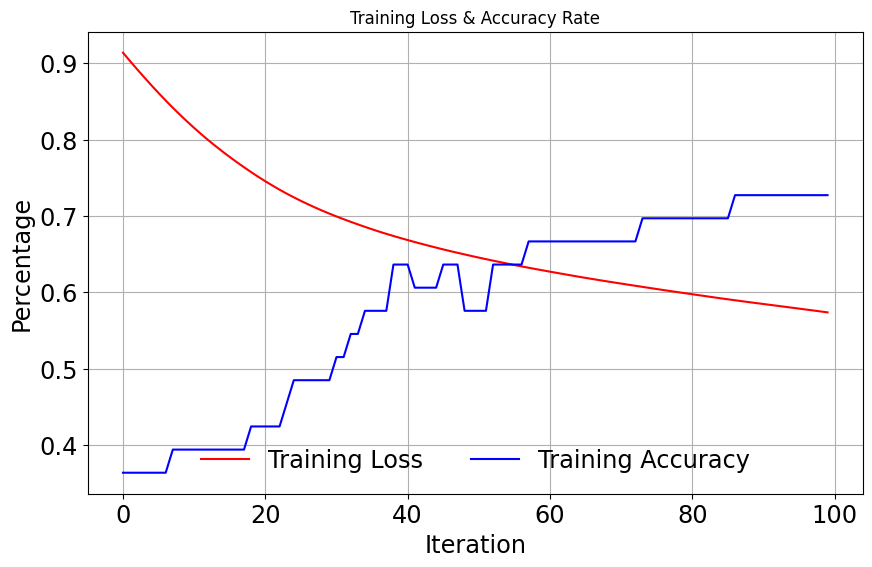 Training Loss & Accuracy Rate
0.9
0.8
0.7
0.6
0.5
0.4
Percentage
Training Loss
Training Accuracy
0 20 40 60 80 100
Iteration